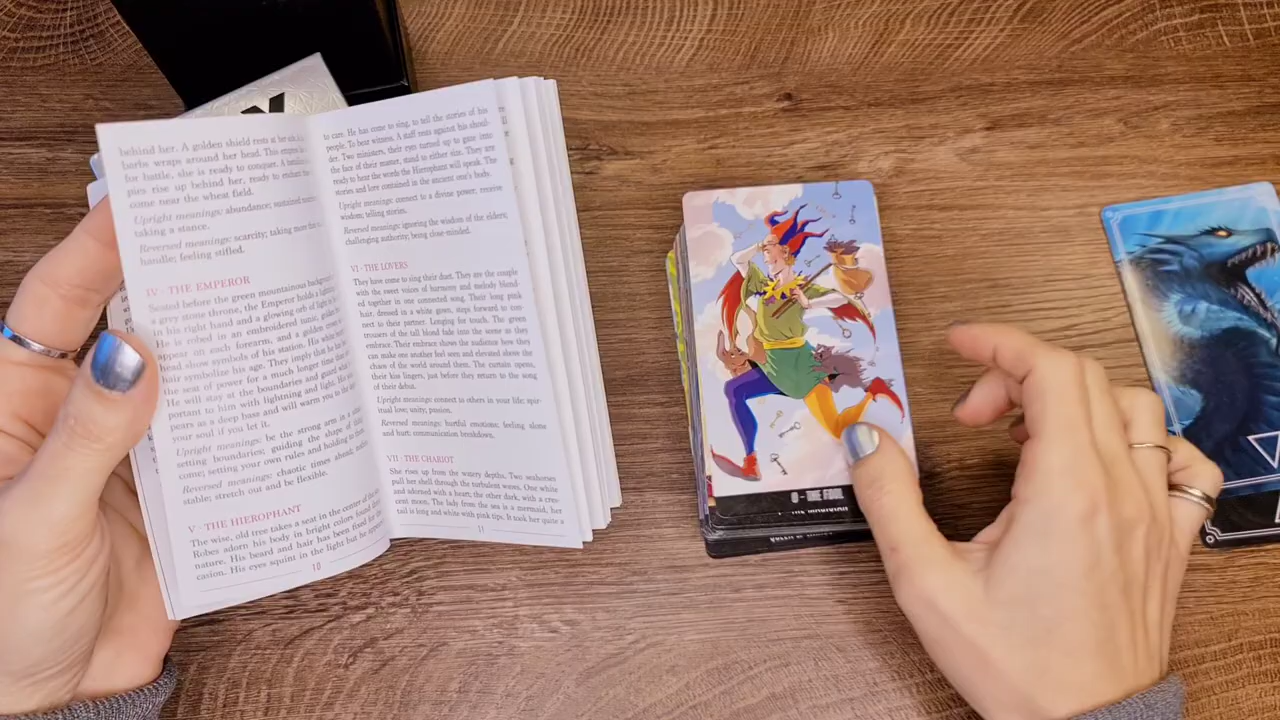 behind her. A golden shield rests at her
herbs wraps around her head. This
for battle, she is ready to conquer. A
pies rise up behind her, ready to
come near the wheat field.
Upright meanings: abundance; sustained
taking a stance.
Reversed meanings: scarcity; taking more
handle; feeling stifled.
IV - THE EMPEROR
Seated before the green mountainous background
a grey stone throne, the Emperor holds a
in his right hand and a glowing orb of light
He is robed in an embroidered tunic,
appear on each forearm, and a golden
head show symbols of his station. His white
hair symbolize his age. They imply that he has
the seat of power for a much longer time
He will stay at the boundaries and guard what
portant to him with lightning and light. His
pears as a deep bass and will warm you to the
your soul if you let it.
Upright meanings: be the strong arm in a
setting boundaries; guiding the shape of things
come; setting your own rules and holding to
Reversed meanings: chaotic times ahead;
stable; stretch out and be flexible.
V - THE HIEROPHANT
The wise, old tree takes a seat in the center of the
Robes adorn his body in bright colors found
nature. His beard and hair has been fixed for the
casion. His eyes squint in the light but he
10
to care. He has come to sing, to tell the stories of his
people. To bear witness. A staff rests against his shoul-
der. Two ministers, their eyes turned up to gaze into
the face of their master, stand to either side. They are
ready to hear the words the Hierophant will speak. The
stories and lore contained in the ancient one's body.
Upright meanings: connect to a divine power; receive
wisdom; telling stories.
Reversed meanings: ignoring the wisdom of the elders;
challenging authority; being close-minded.
VI - THE LOVERS
They have come to sing their duet. They are the couple
with the sweet voices of harmony and melody blend-
ed together in one connected song. Their long pink
hair, dressed in a white gown, steps forward to con-
nect to their partner. Longing for touch. The green
trousers of the tall blond fade into the scene as they
embrace. Their embrace shows the audience how they
can make one another feel seen and elevated above the
chaos of the world around them. The curtain opens,
their kiss lingers, just before they return to the song
of their debut.
Upright meanings: connect to others in your life; spir-
itual love; unity; passion.
Reversed meanings: hurtful emotions; feeling alone
and hurt; communication breakdown.
VII - THE CHARIOT
She rises up from the watery depths. Two seahorses
pull her shell through the turbulent waves. One white
and adorned with a heart, the other dark, with a cres-
cent moon. The lady from the sea is a mermaid, her
tail is long and white with pink tips. It took her quite a
11
0 - THE FOOL